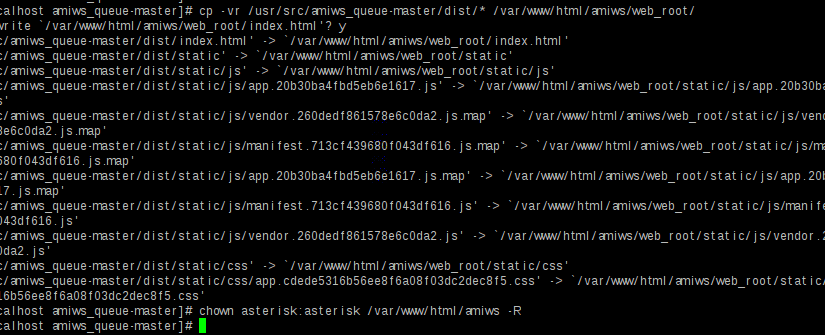 calhost amiws_queue-master]# cp -vr /usr/src/amiws_queue-master/dist/* /var/www/html/amiws/web_root/
write `/var/www/html/amiws/web_root/index.html'? y
c/amiws_queue-master/dist/index.html' -> `/var/www/html/amiws/web_root/index.html'
c/amiws_queue-master/dist/static' -> `/var/www/html/amiws/web_root/static'
c/amiws_queue-master/dist/static/js' -> `/var/www/html/amiws/web_root/static/js'
c/amiws_queue-master/dist/static/js/app.20b30ba4fbd5eb6e1617.js' -> `/var/www/html/amiws/web_root/static/js/app.20b30ba
s'
c/amiws_queue-master/dist/static/js/vendor.260dedf861578e6c0da2.js.map' -> `/var/www/html/amiws/web_root/static/js/vend
8e6c0da2.js.map'
c/amiws_queue-master/dist/static/js/manifest.713cf439680f043df616.js.map' -> `/var/www/html/amiws/web_root/static/js/ma
680f043df616.js.map'
c/amiws_queue-master/dist/static/js/app.20b30ba4fbd5eb6e1617.js.map' -> `/var/www/html/amiws/web_root/static/js/app.20b
17.js.map'
c/amiws_queue-master/dist/static/js/manifest.713cf439680f043df616.js' -> `/var/www/html/amiws/web_root/static/js/manife
043df616.js'
c/amiws_queue-master/dist/static/js/vendor.260dedf861578e6c0da2.js' -> `/var/www/html/amiws/web_root/static/js/vendor.2
0da2.js'
c/amiws_queue-master/dist/static/css' -> `/var/www/html/amiws/web_root/static/css'
c/amiws_queue-master/dist/static/css/app.cdede5316b56ee8f6a08f03dc2dec8f5.css' -> `/var/www/html/amiws/web_root/static/
16b56ee8f6a08f03dc2dec8f5.css'
calhost amiws_queue-master]# chown asterisk:asterisk /var/www/html/amiws -R
calhost amiws_queue-master]#